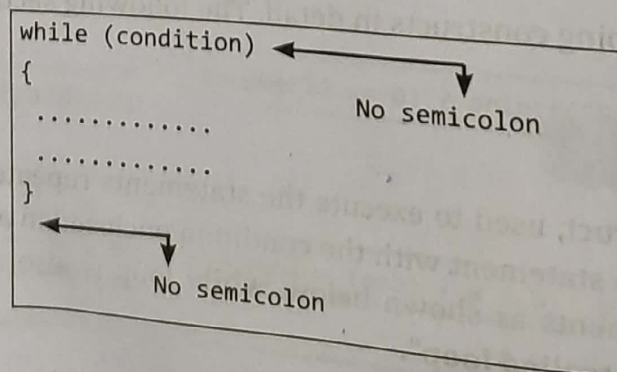 while (condition)
{
No semicolon
.............
.............
}
No semicolon